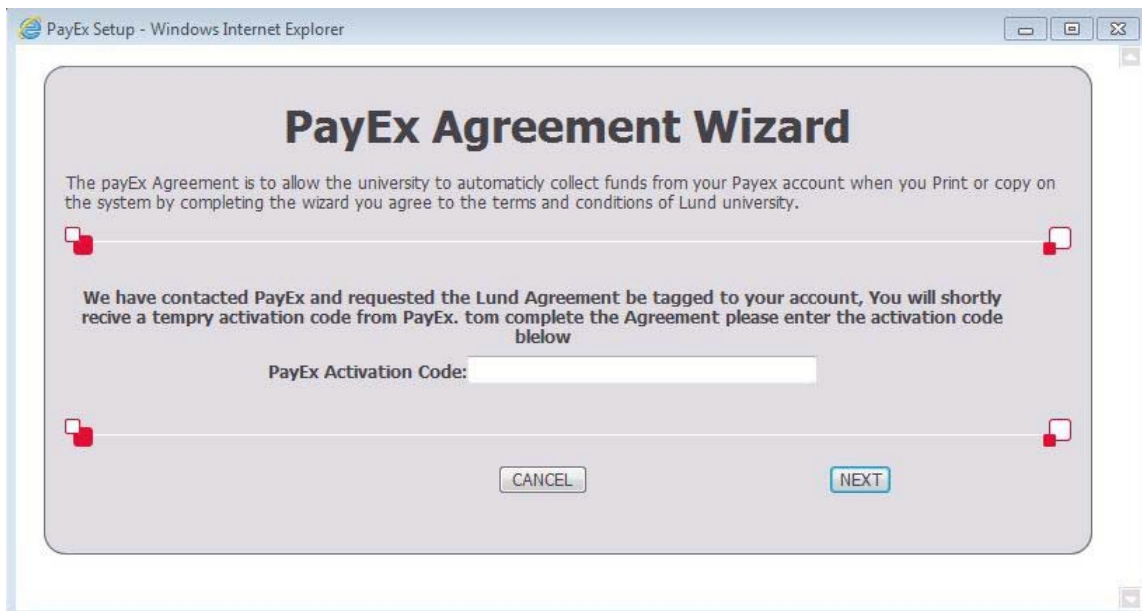 PayEx Setup - Windows Internet Explorer
PayEx Agreement Wizard
The payEx Agreement is to allow the university to automaticly collect funds from your Payex account when you Print or copy on
the system by completing the wizard you agree to the terms and conditions of Lund university.
We have contacted PayEx and requested the Lund Agreement be tagged to your account, You will shortly
recive a tempry activation code from PayEx. tom complete the Agreement please enter the activation code
blelow
PayEx Activation Code:
CANCEL NEXT